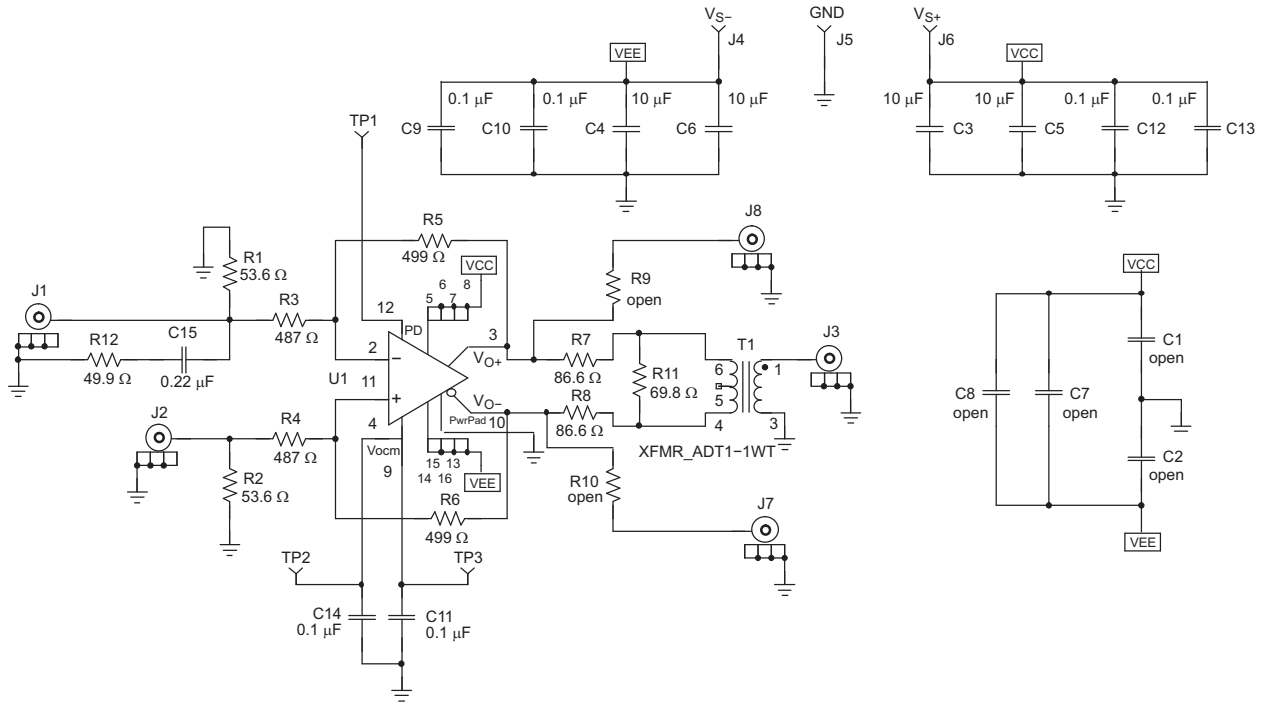 VS−
J4
GND
J5
VS+
J6
VEE
VCC
0.1 µF
0.1 µF
10 µF
10 µF
10 µF
10 µF
0.1 µF
0.1 µF
C9
C10
C4
C6
C3
C5
C12
C13
TP1
J8
R5
499 Ω
VCC
R1
53.6 Ω
6
8
5
7
R9
open
VCC
J1
R3
487 Ω
12
PD
3
R12
49.9 Ω
C15
0.22 µF
2
−
VO+
R7
86.6 Ω
T1
J3
6
1
C1
open
U1
11
R11
69.8 Ω
5
C8
open
C7
open
+
VO−
R8
86.6 Ω
4
3
J2
R4
487 Ω
4
PwrPad
10
XFMR_ADT1−1WT
Vocm
9
15
13
14
16
VEE
C2
open
R2
53.6 Ω
R10
open
R6
499 Ω
J7
VEE
TP2
TP3
C14
0.1 µF
C11
0.1 µF